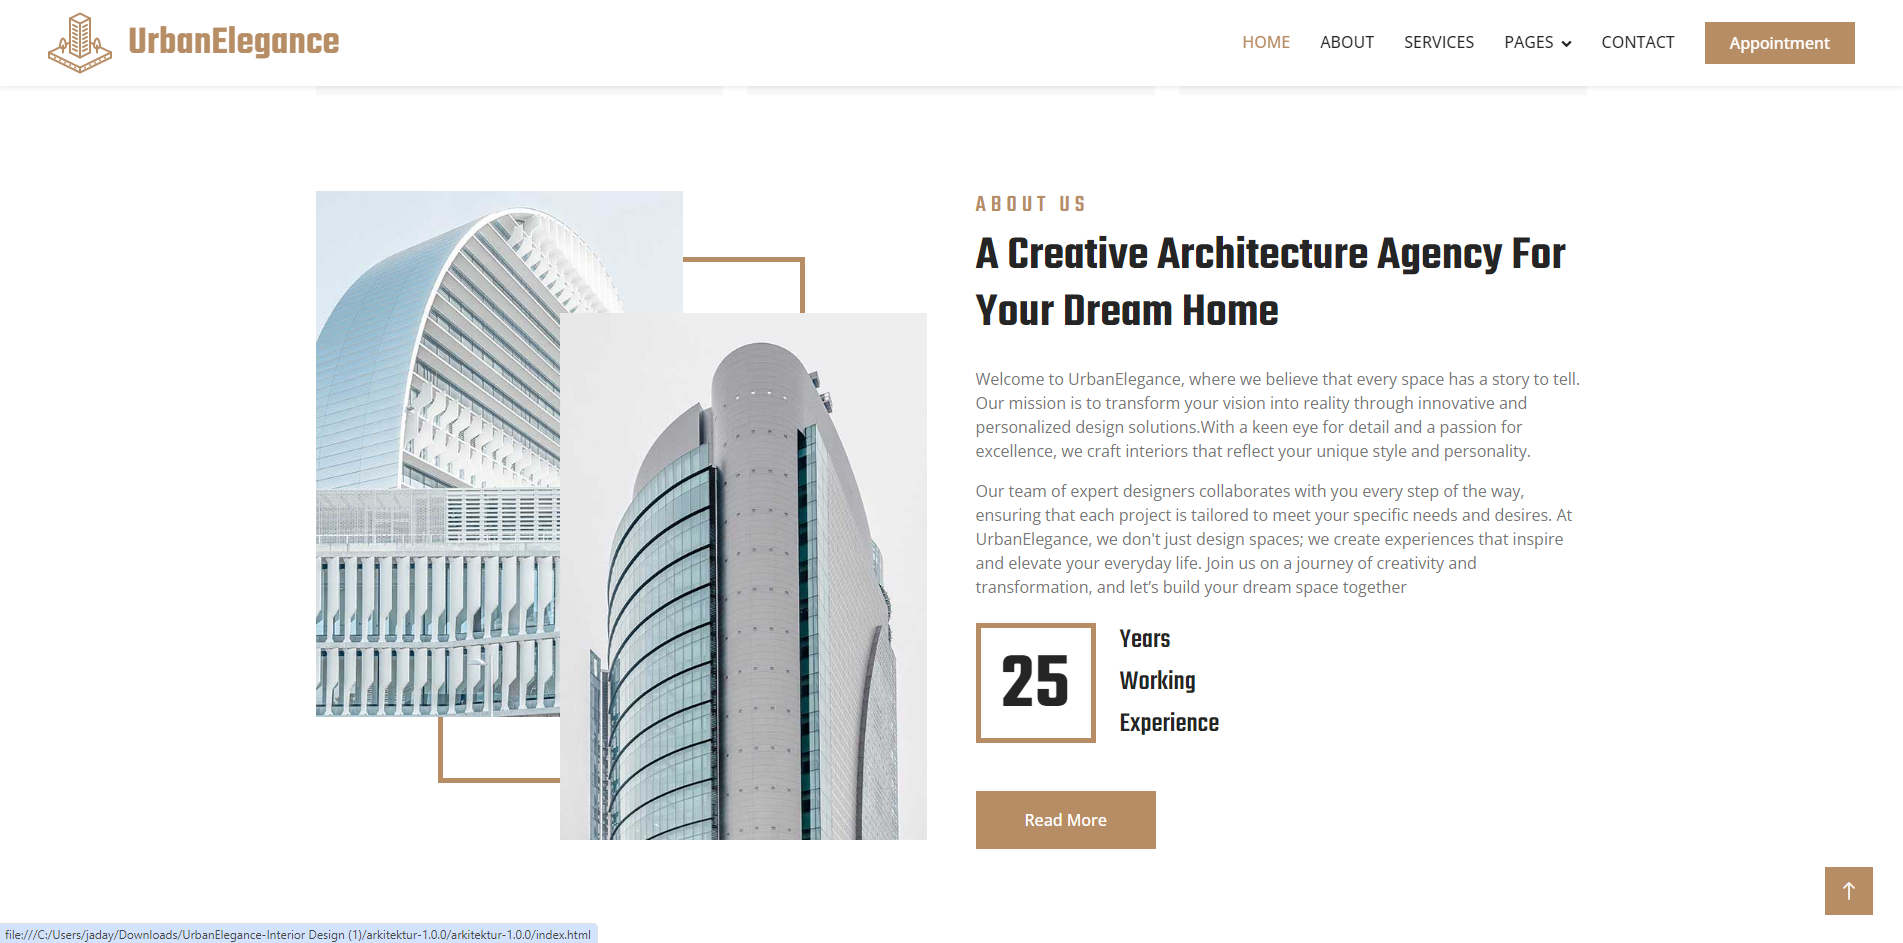 UrbanElegance
HOME ABOUT SERVICES PAGES CONTACT Appointment
ABOUT US
A Creative Architecture Agency For
Your Dream Home
Welcome to UrbanElegance, where we believe that every space has a story to tell.
Our mission is to transform your vision into reality through innovative and
personalized design solutions.With a keen eye for detail and a passion for
excellence, we craft interiors that reflect your unique style and personality.
Our team of expert designers collaborates with you every step of the way,
ensuring that each project is tailored to meet your specific needs and desires. At
UrbanElegance, we don't just design spaces; we create experiences that inspire
and elevate your everyday life. Join us on a journey of creativity and
transformation, and let’s build your dream space together
25
Years
Working
Experience
Read More
file:///C:/Users/jaday/Downloads/UrbanElegance-Interior Design (1)/arkitektur-1.0.0/arkitektur-1.0.0/index.html